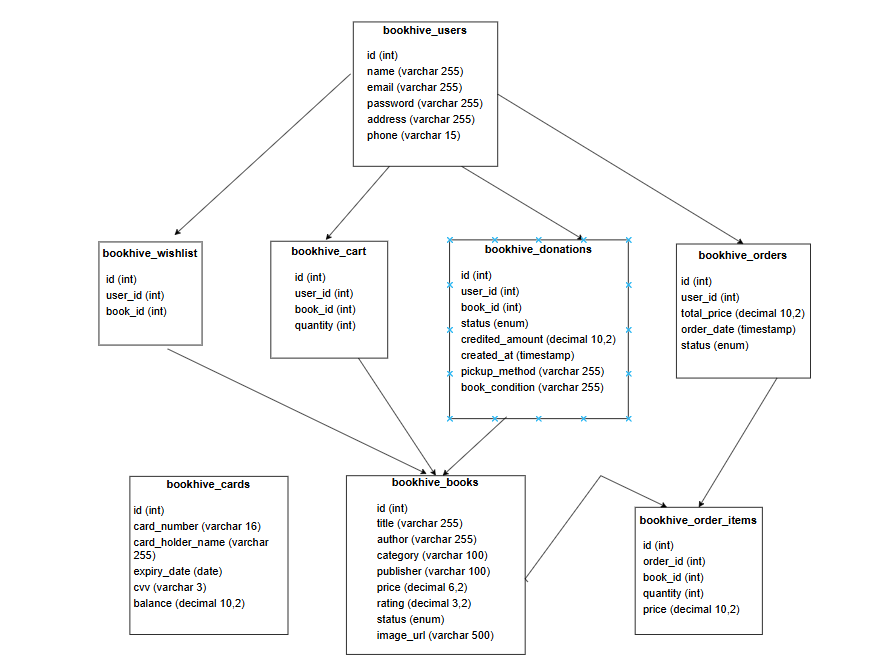 bookhive_users
id (int)
name (varchar 255)
email (varchar 255)
password (varchar 255)
address (varchar 255)
phone (varchar 15)
bookhive_wishlist
id (int)
user_id (int)
book_id (int)
bookhive_cart
id (int)
user_id (int)
book_id (int)
quantity (int)
bookhive_donations
id (int)
user_id (int)
book_id (int)
status (enum)
credited_amount (decimal 10,2)
created_at (timestamp)
pickup_method (varchar 255)
book_condition (varchar 255)
bookhive_orders
id (int)
user_id (int)
total_price (decimal 10,2)
order_date (timestamp)
status (enum)
bookhive_cards
id (int)
card_number (varchar 16)
card_holder_name (varchar
255)
expiry_date (date)
cvv (varchar 3)
balance (decimal 10,2)
bookhive_books
id (int)
title (varchar 255)
author (varchar 255)
category (varchar 100)
publisher (varchar 100)
price (decimal 6,2)
rating (decimal 3,2)
status (enum)
image_url (varchar 500)
bookhive_order_items
id (int)
order_id (int)
book_id (int)
quantity (int)
price (decimal 10,2)